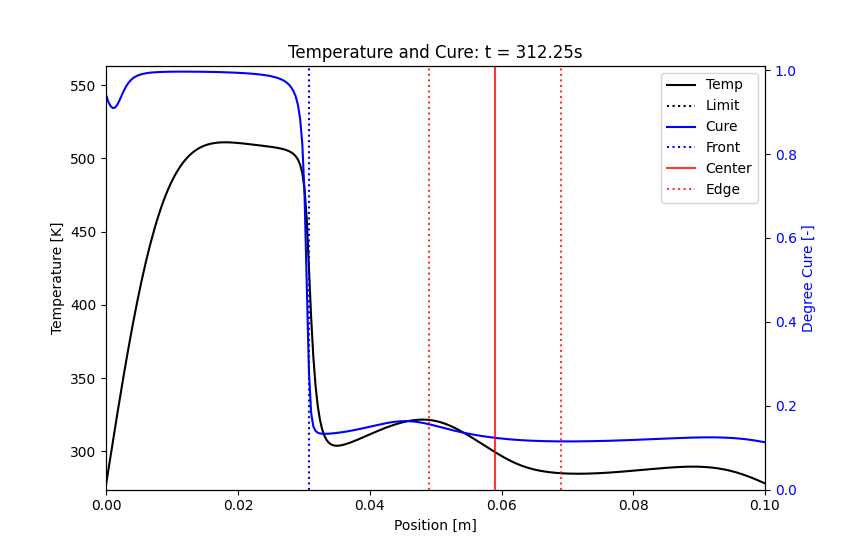 Temperature and Cure: t = 312.25s
Temperature [K]
550
500
450
400
350
300
0.00
0.02
0.04
0.06
0.08
0.10
Position [m]
1.0
0.8
0.6
0.4
0.2
0.0
Degree Cure [-]
Temp
Limit
Cure
Front
Center
Edge